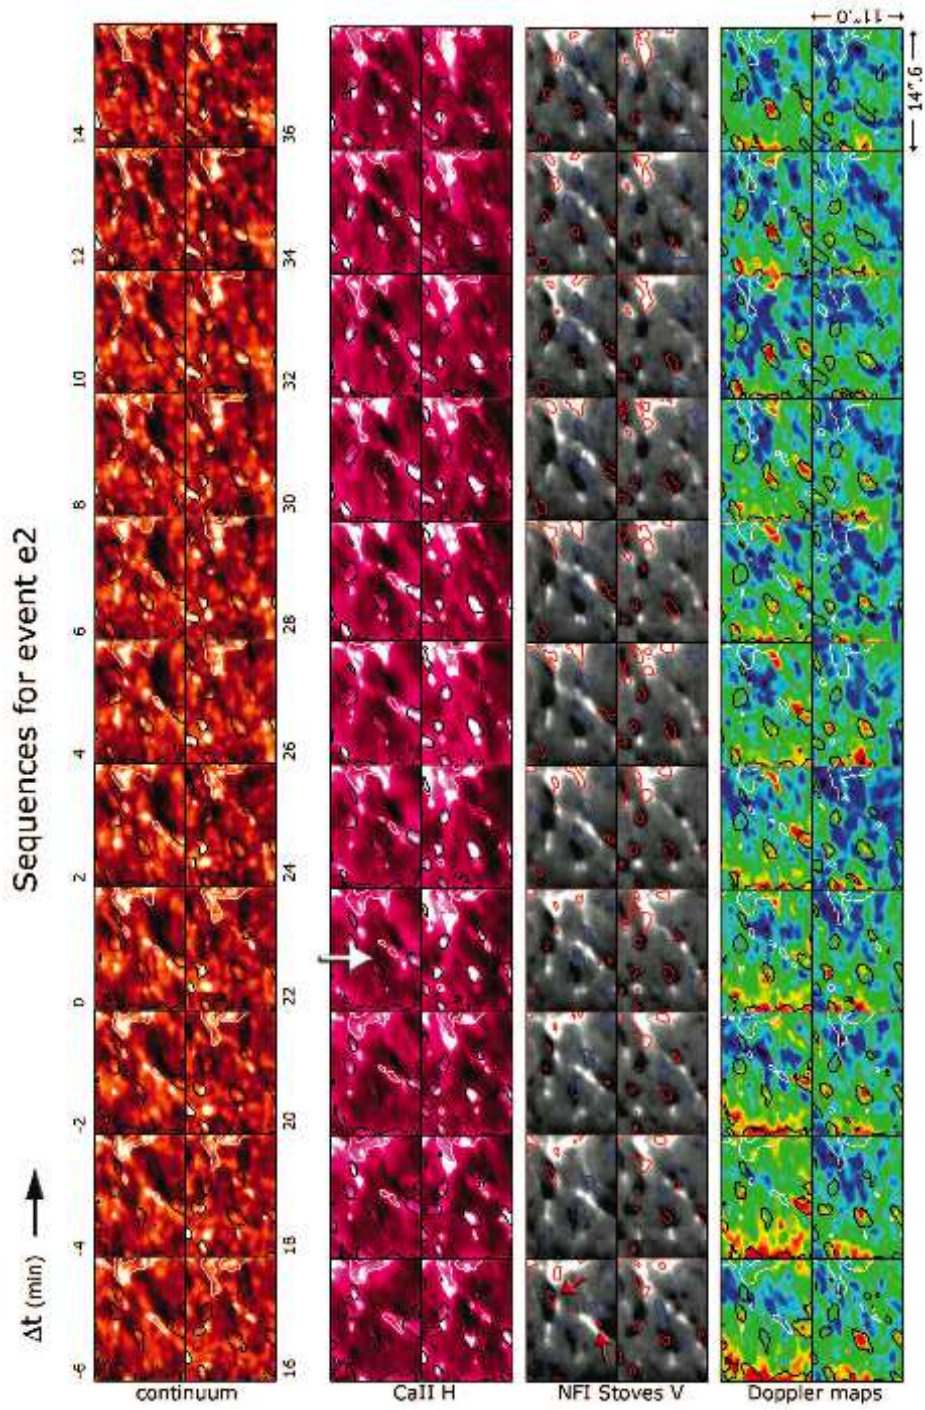 Sequences for event e2
Δt (min)
-6 -4 -2 0 2 4 6 8 10 12 14
16 18 20 22 24 26 28 30 32 34 36
continuum
CaII H
NFI Stoves V
Doppler maps
14″.6
11″.0